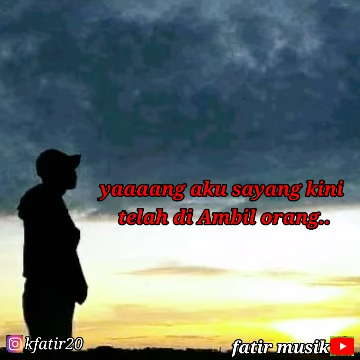 yaaaang aku sayang kini
telah di Ambil orang..
kfatir20
fatir musik